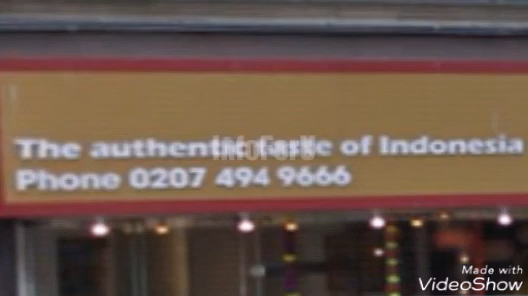 The authentic taste of Indonesia
Phone 0207 494 9666
Made with
VideoShow